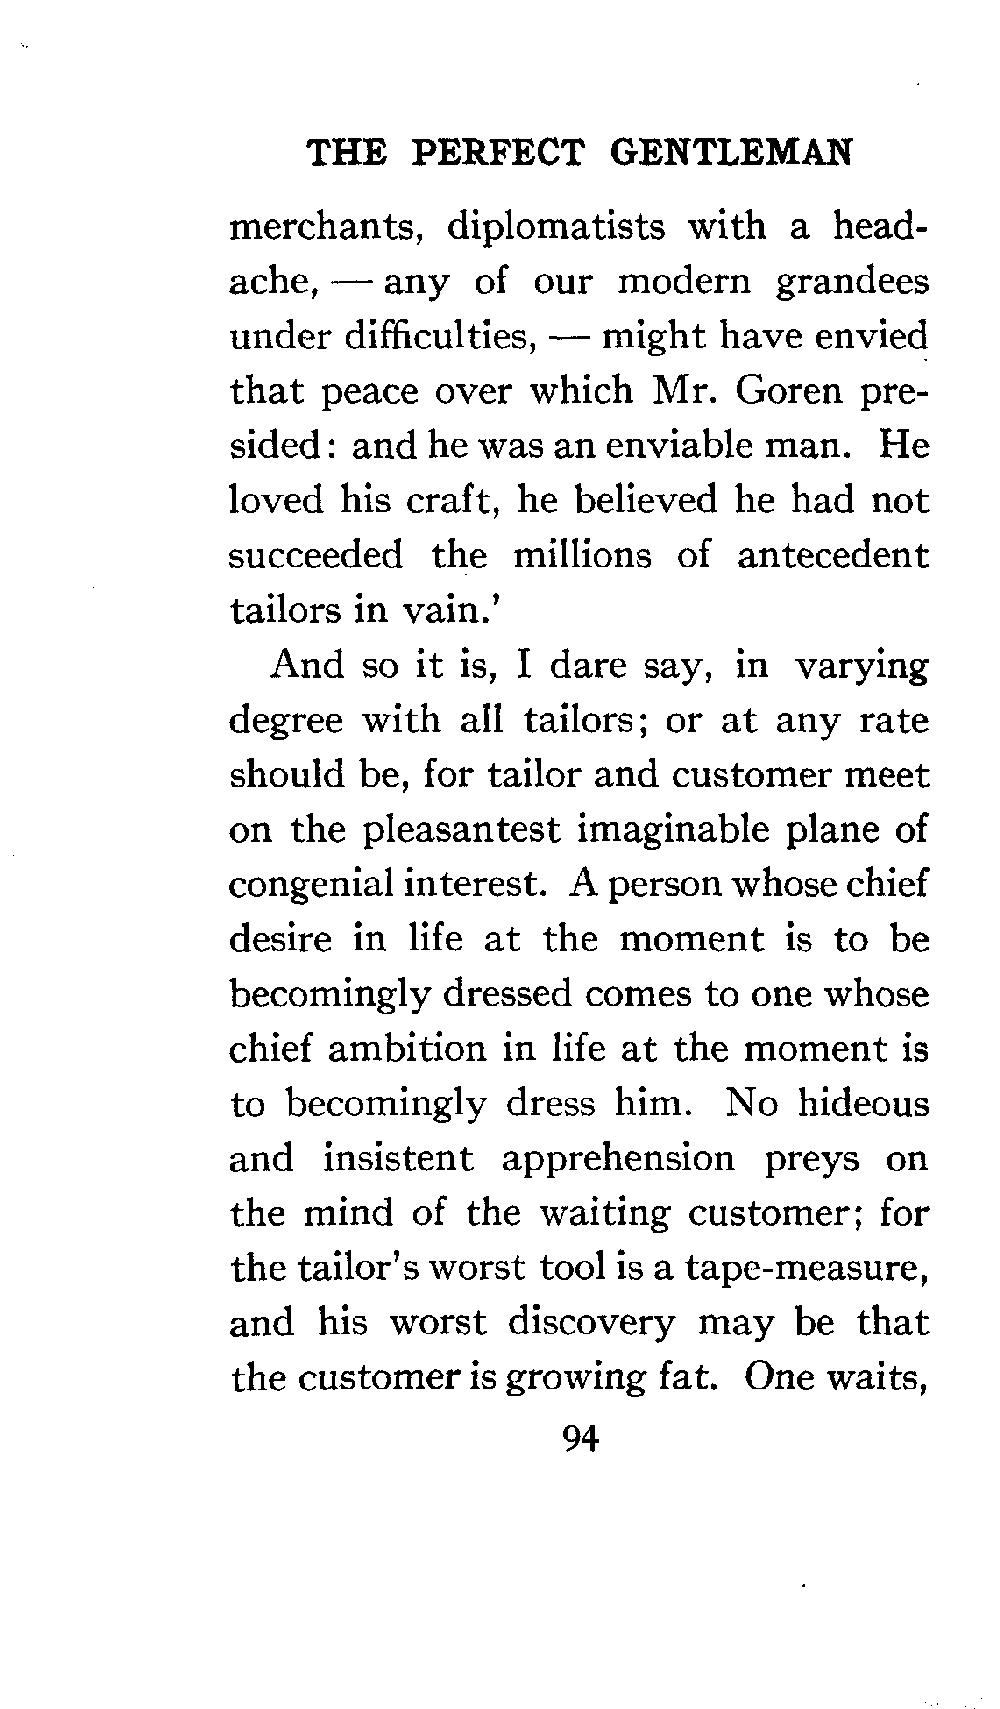 THE PERFECT GENTLEMAN
merchants, diplomatists with a head-
ache, — any of our modern grandees
under difficulties, — might have envied
that peace over which Mr. Goren pre-
sided: and he was an enviable man. He
loved his craft, he believed he had not
succeeded the millions of antecedent
tailors in vain.'
And so it is, I dare say, in varying
degree with all tailors; or at any rate
should be, for tailor and customer meet
on the pleasantest imaginable plane of
congenial interest. A person whose chief
desire in life at the moment is to be
becomingly dressed comes to one whose
chief ambition in life at the moment is
to becomingly dress him. No hideous
and insistent apprehension preys on
the mind of the waiting customer; for
the tailor's worst tool is a tape-measure,
and his worst discovery may be that
the customer is growing fat. One waits,
94